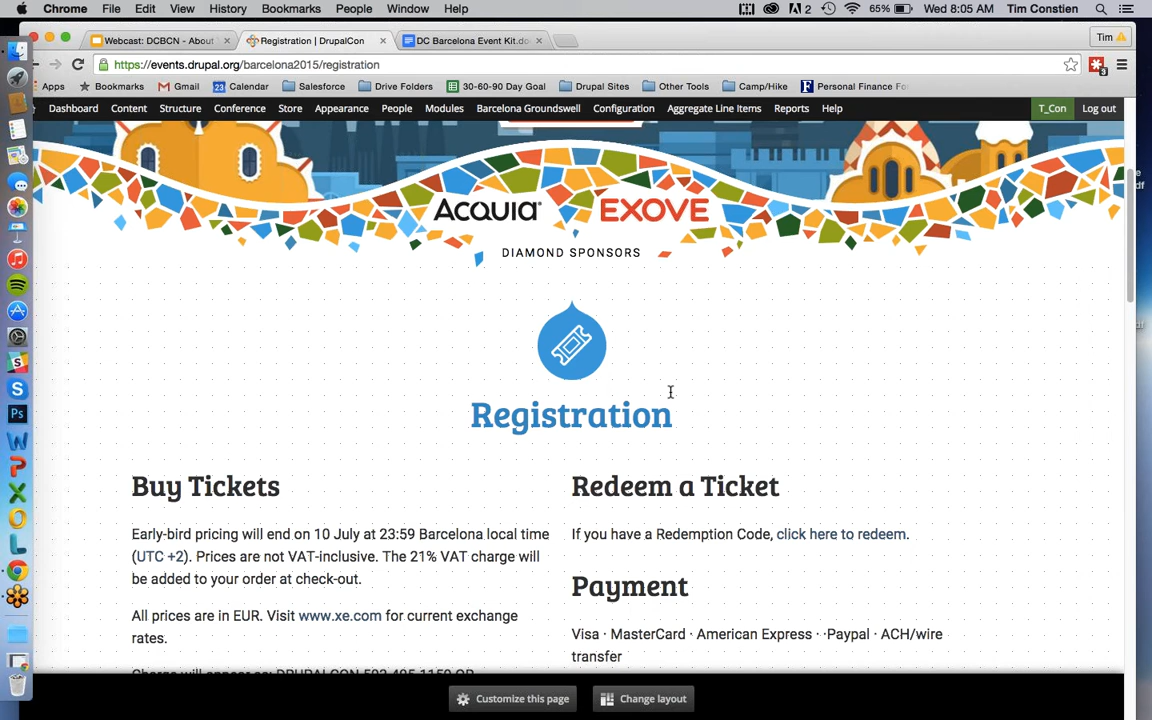 Chrome File Edit View History Bookmarks People Window Help 2 65% Wed 8:05 AM Tim Constien
Webcast: DCBCN - About Registration | DrupalCon DC Barcelona Event Kit.do Tim
https://events.drupal.org/barcelona2015/registration 3
Apps Bookmarks Gmail 23 Calendar Salesforce Drive Folders 30-60-90 Day Goal Drupal Sites Other Tools Camp/Hike Personal Finance Fo
Dashboard Content Structure Conference Store Appearance People Modules Barcelona Groundswell Configuration Aggregate Line Items Reports Help T_Con Log out
ACQUIA EXOVE
DIAMOND SPONSORS
Registration
Buy Tickets
Early-bird pricing will end on 10 July at 23:59 Barcelona local time
(UTC +2). Prices are not VAT-inclusive. The 21% VAT charge will
be added to your order at check-out.
All prices are in EUR. Visit www.xe.com for current exchange
rates.
Redeem a Ticket
If you have a Redemption Code, click here to redeem.
Payment
Visa · MasterCard · American Express · ·Paypal · ACH/wire
transfer
Customize this page Change layout